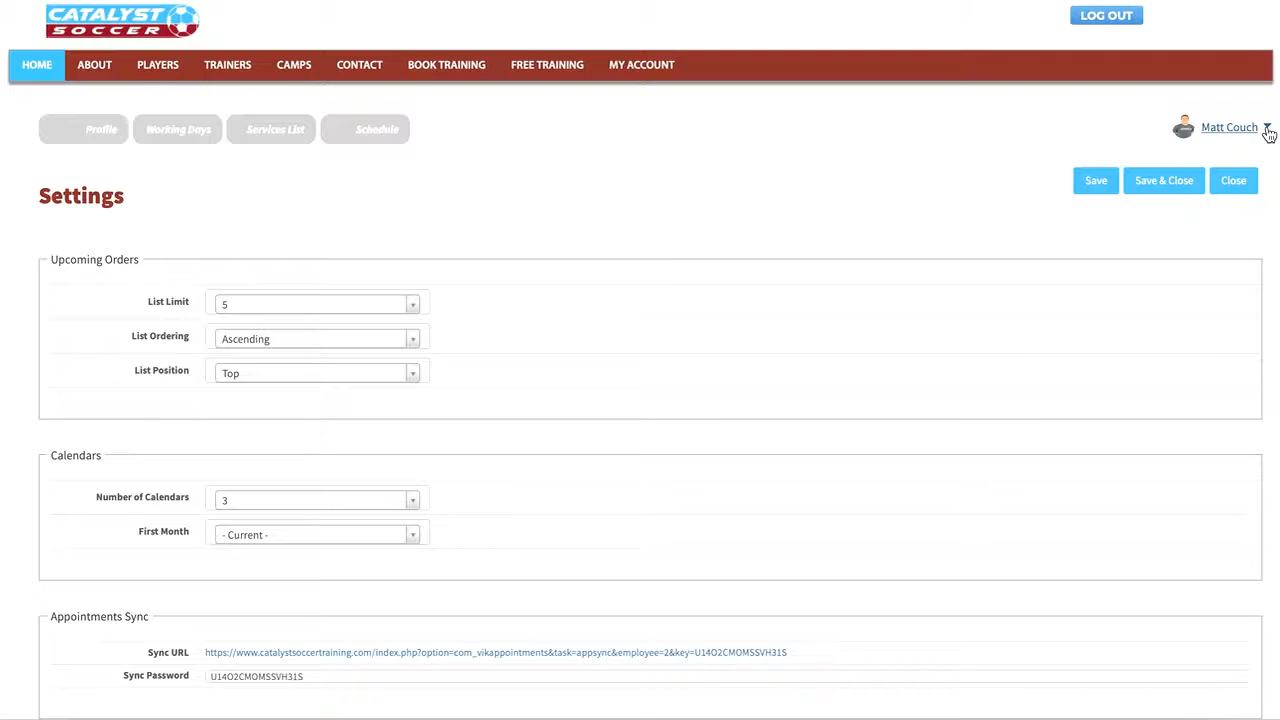 CATALYST
SOCCER
LOG OUT
HOME ABOUT PLAYERS TRAINERS CAMPS CONTACT BOOK TRAINING FREE TRAINING MY ACCOUNT
Profile Working Days Services List Schedule
Matt Couch
Save Save & Close Close
Settings
Upcoming Orders
List Limit 5
List Ordering Ascending
List Position Top
Calendars
Number of Calendars 3
First Month - Current -
Appointments Sync
Sync URL https://www.catalystsoccertraining.com/index.php?option=com_vikappointments&task=appsync&employee=2&key=U14O2CMOMSSVH31S
Sync Password U14O2CMOMSSVH31S